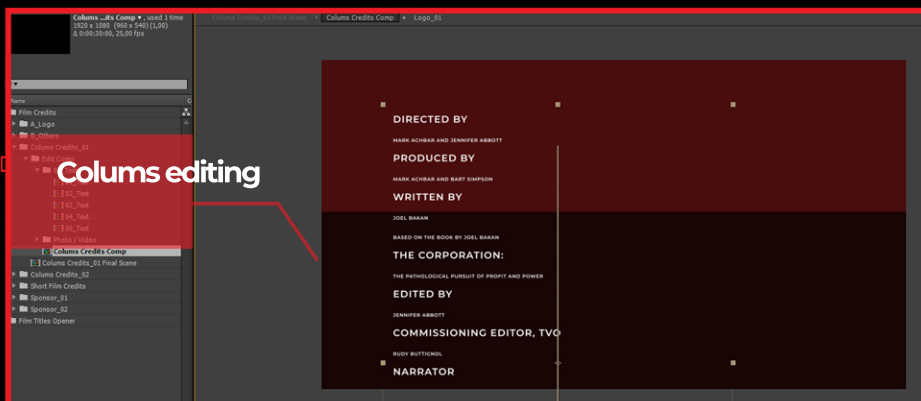 Colums ...its Comp ▾ , used 1 time
1920 x 1080 (960 x 540) (1,00)
Δ 0:00:30:00, 25,00 fps
Colums Credits_01 Final Scene
Colums Credits Comp
Logo_01
Name
Film Credits
A_Logo
B_Others
Colums Credits_01
Edit Comp
Colums editing
02_Text
03_Text
04_Text
05_Text
Photo / Video
Colums Credits Comp
Colums Credits_01 Final Scene
Colums Credits_02
Short Film Credits
Sponsor_01
Sponsor_02
Film Titles Opener
DIRECTED BY
MARK ACHBAR AND JENNIFER ABBOTT
PRODUCED BY
MARK ACHBAR AND BART SIMPSON
WRITTEN BY
JOEL BAKAN
BASED ON THE BOOK BY JOEL BAKAN
THE CORPORATION:
THE PATHOLOGICAL PURSUIT OF PROFIT AND POWER
EDITED BY
JENNIFER ABBOTT
COMMISSIONING EDITOR, TVO
RUDY BUTTIGNOL
NARRATOR